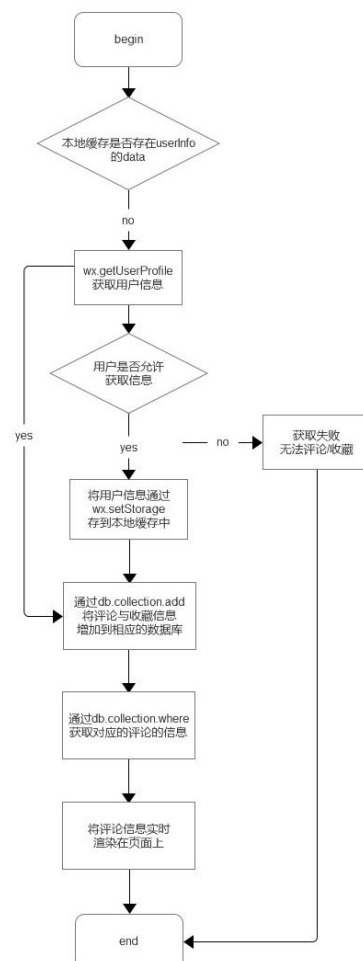 begin
本地缓存是否存在userInfo
的data
no
wx.getUserProfile
获取用户信息
用户是否允许
获取信息
yes
yes
no
获取失败
无法评论/收藏
将用户信息通过
wx.setStorage
存到本地缓存中
通过db.collection.add
将评论与收藏信息
增加到相应的数据库
通过db.collection.where
获取对应的评论的信息
将评论信息实时
渲染在页面上
end